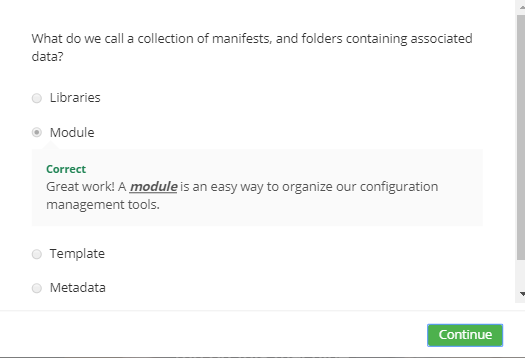 What do we call a collection of manifests, and folders containing associated
data?
Libraries
Module
Correct
Great work! A module is an easy way to organize our configuration
management tools.
Template
Metadata
Continue